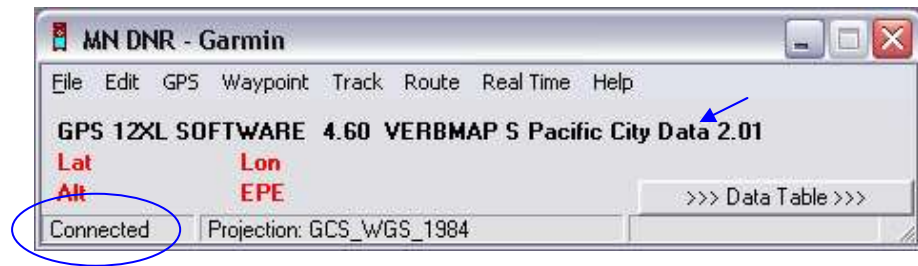 MN DNR - Garmin
File Edit GPS Waypoint Track Route Real Time Help
GPS 12XL SOFTWARE 4.60 VERBMAP S Pacific City Data 2.01
Lat Lon
Alt EPE
>>> Data Table >>>
Connected Projection: GCS_WGS_1984